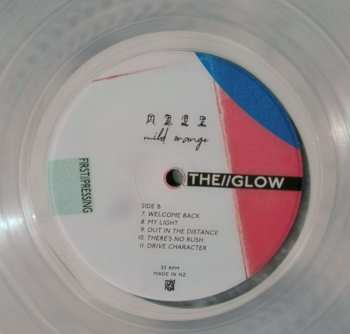 mild orange
THE//GLOW
FIRST//PRESSING
SIDE B
7. WELCOME BACK
8. MY LIGHT
9. OUT IN THE DISTANCE
10. THERE'S NO RUSH
11. DRIVE CHARACTER
33 RPM
MADE IN NZ